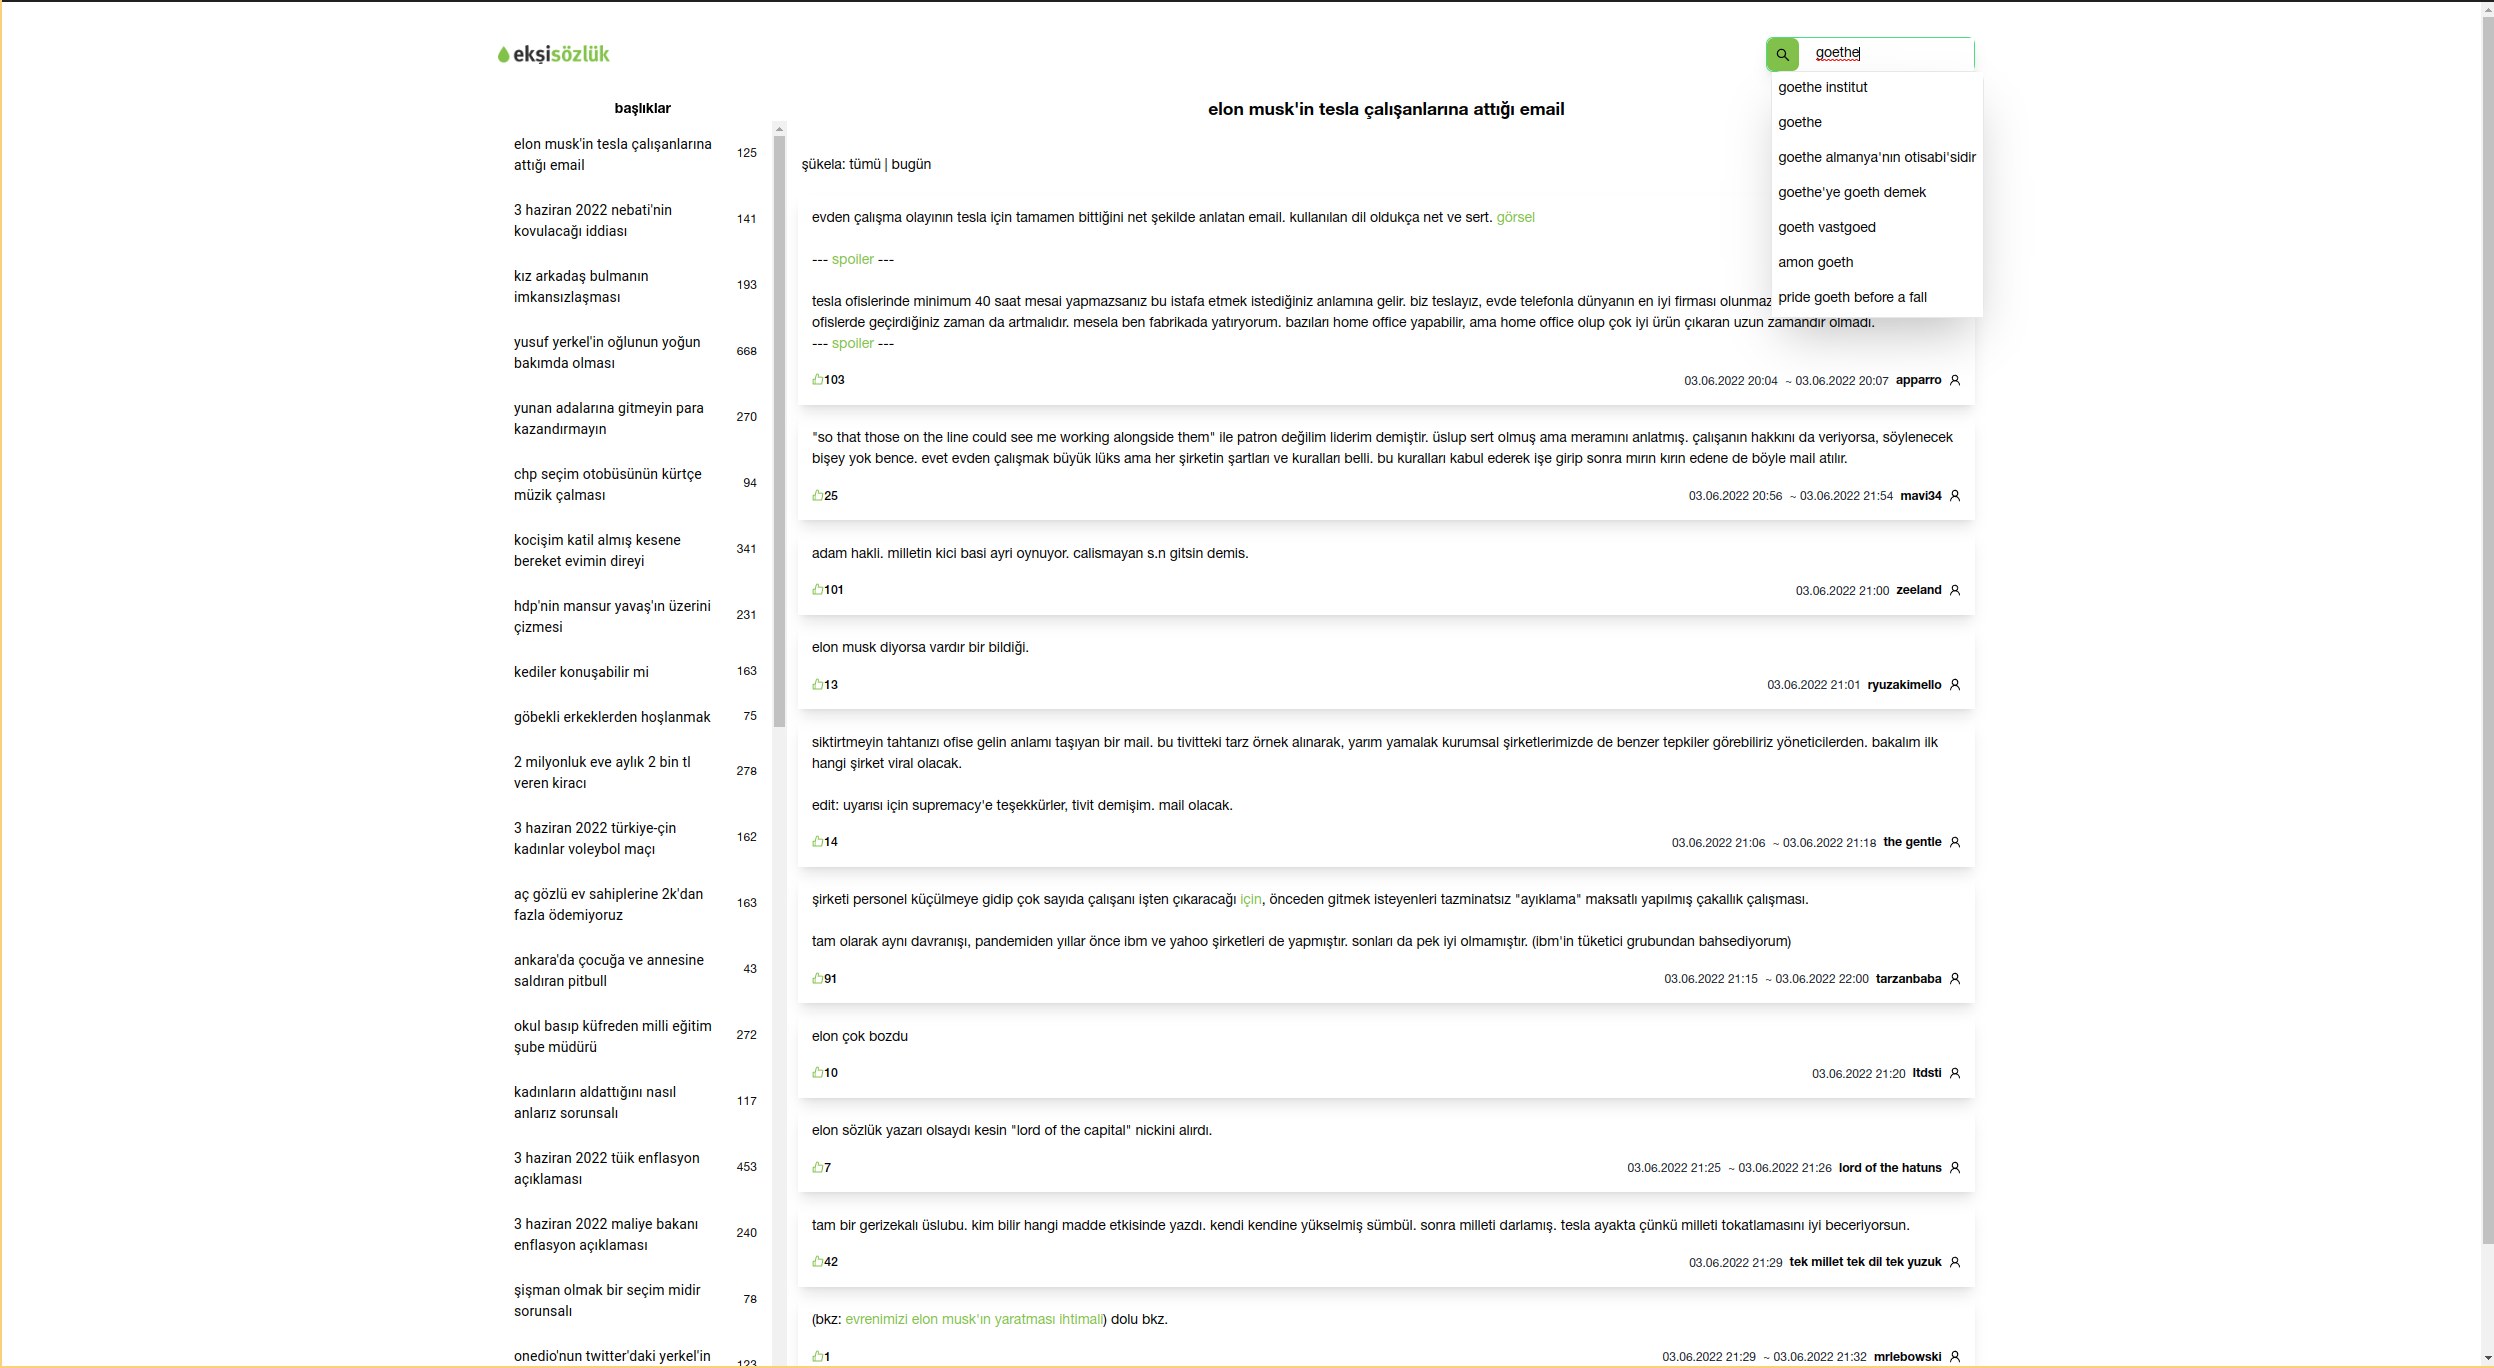 ekşisözlük
goethe
goethe institut
goethe
goethe almanya'nın otisabi'sidir
goethe'ye goeth demek
goeth vastgoed
amon goeth
pride goeth before a fall
başlıklar
elon musk'in tesla çalışanlarına
attığı email
125
3 haziran 2022 nebati'nin
kovulacağı iddiası
141
kız arkadaş bulmanın
imkansızlaşması
193
yusuf yerkel'in oğlunun yoğun
bakımda olması
668
yunan adalarına gitmeyin para
kazandırmayın
270
chp seçim otobüsünün kürtçe
müzik çalması
94
kocişim katil almış kesene
bereket evimin direyi
341
hdp'nin mansur yavaş'ın üzerini
çizmesi
231
kediler konuşabilir mi
163
göbekli erkeklerden hoşlanmak
75
2 milyonluk eve aylık 2 bin tl
veren kiracı
278
3 haziran 2022 türkiye-çin
kadınlar voleybol maçı
162
aç gözlü ev sahiplerine 2k'dan
fazla ödemiyoruz
163
ankara'da çocuğa ve annesine
saldıran pitbull
43
okul basıp küfreden milli eğitim
şube müdürü
272
kadınların aldattığını nasıl
anlarız sorunsalı
117
3 haziran 2022 tüik enflasyon
açıklaması
453
3 haziran 2022 maliye bakanı
enflasyon açıklaması
240
şişman olmak bir seçim midir
sorunsalı
78
onedio'nun twitter'daki yerkel'in
123
elon musk'in tesla çalışanlarına attığı email
şükela: tümü | bugün
evden çalışma olayının tesla için tamamen bittiğini net şekilde anlatan email. kullanılan dil oldukça net ve sert. görsel
--- spoiler ---
tesla ofislerinde minimum 40 saat mesai yapmazsanız bu istafa etmek istediğiniz anlamına gelir. biz teslayız, evde telefonla dünyanın en iyi firması olunmaz
ofislerde geçirdiğiniz zaman da artmalıdır. mesela ben fabrikada yatıryorum. bazıları home office yapabilir, ama home office olup çok iyi ürün çıkaran uzun zamandır olmadı.
--- spoiler ---
103
03.06.2022 20:04 ~ 03.06.2022 20:07 apparro
"so that those on the line could see me working alongside them" ile patron değilim liderim demiştir. üslup sert olmuş ama meramını anlatmış. çalışanın hakkını da veriyorsa, söylenecek
bişey yok bence. evet evden çalışmak büyük lüks ama her şirketin şartları ve kuralları belli. bu kuralları kabul ederek işe girip sonra mırın kırın edene de böyle mail atılır.
25
03.06.2022 20:56 ~ 03.06.2022 21:54 mavi34
adam hakli. milletin kici basi ayri oynuyor. calismayan s.n gitsin demis.
101
03.06.2022 21:00 zeeland
elon musk diyorsa vardır bir bildiği.
13
03.06.2022 21:01 ryuzakimello
siktirtmeyin tahtanızı ofise gelin anlamı taşıyan bir mail. bu tivitteki tarz örnek alınarak, yarım yamalak kurumsal şirketlerimizde de benzer tepkiler görebiliriz yöneticilerden. bakalım ilk
hangi şirket viral olacak.
edit: uyarısı için supremacy'e teşekkürler, tivit demişim. mail olacak.
14
03.06.2022 21:06 ~ 03.06.2022 21:18 the gentle
şirketi personel küçülmeye gidip çok sayıda çalışanı işten çıkaracağı için, önceden gitmek isteyenleri tazminatsız "ayıklama" maksatlı yapılmış çakallık çalışması.
tam olarak aynı davranışı, pandemiden yıllar önce ibm ve yahoo şirketleri de yapmıştır. sonları da pek iyi olmamıştır. (ibm'in tüketici grubundan bahsediyorum)
91
03.06.2022 21:15 ~ 03.06.2022 22:00 tarzanbaba
elon çok bozdu
10
03.06.2022 21:20 ltdsti
elon sözlük yazarı olsaydı kesin "lord of the capital" nickini alırdı.
7
03.06.2022 21:25 ~ 03.06.2022 21:26 lord of the hatuns
tam bir gerizekalı üslubu. kim bilir hangi madde etkisinde yazdı. kendi kendine yükselmiş sümbül. sonra milleti darlamış. tesla ayakta çünkü milleti tokatlamasını iyi beceriyorsun.
42
03.06.2022 21:29 tek millet tek dil tek yuzuk
(bkz: evrenimizi elon musk'ın yaratması ihtimali) dolu bkz.
1
03.06.2022 21:29 ~ 03.06.2022 21:32 mrlebowski